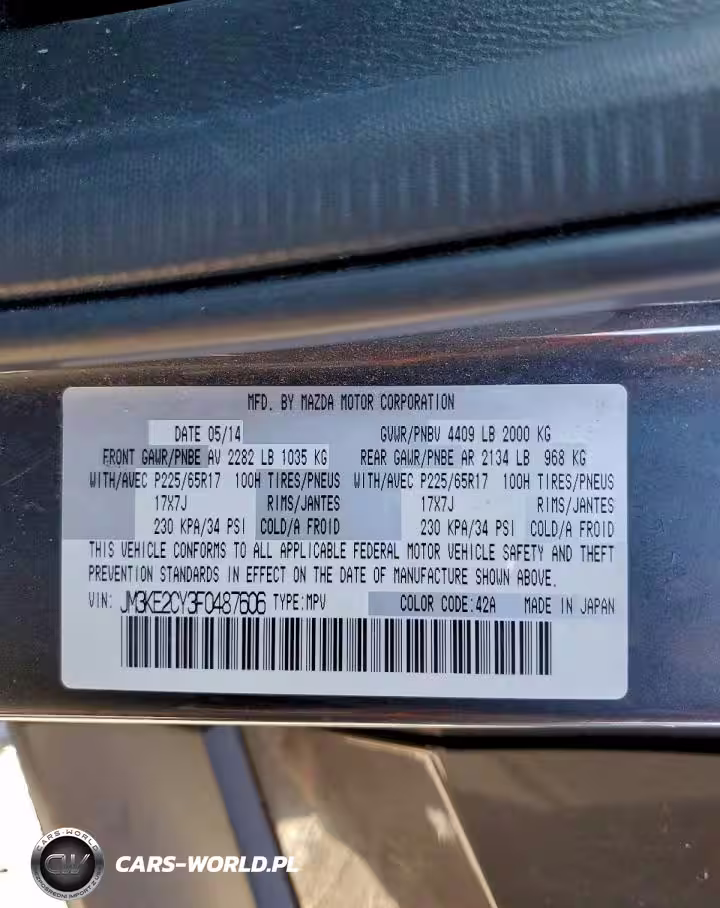 MFD. BY MAZDA MOTOR CORPORATION
DATE 05/14 GVWR/PNBV 4409 LB 2000 KG
FRONT GAWR/PNBE AV 2282 LB 1035 KG REAR GAWR/PNBE AR 2134 LB 968 KG
WITH/AVEC P225/65R17 100H TIRES/PNEUS WITH/AVEC P225/65R17 100H TIRES/PNEUS
17X7J RIMS/JANTES 17X7J RIMS/JANTES
230 KPA/34 PSI COLD/A FROID 230 KPA/34 PSI COLD/A FROID
THIS VEHICLE CONFORMS TO ALL APPLICABLE FEDERAL MOTOR VEHICLE SAFETY AND THEFT
PREVENTION STANDARDS IN EFFECT ON THE DATE OF MANUFACTURE SHOWN ABOVE.
VIN: JM3KE2CY3F0487606 TYPE:MPV COLOR CODE:42A MADE IN JAPAN
CARS-WORLD
CW
CARS-WORLD.PL